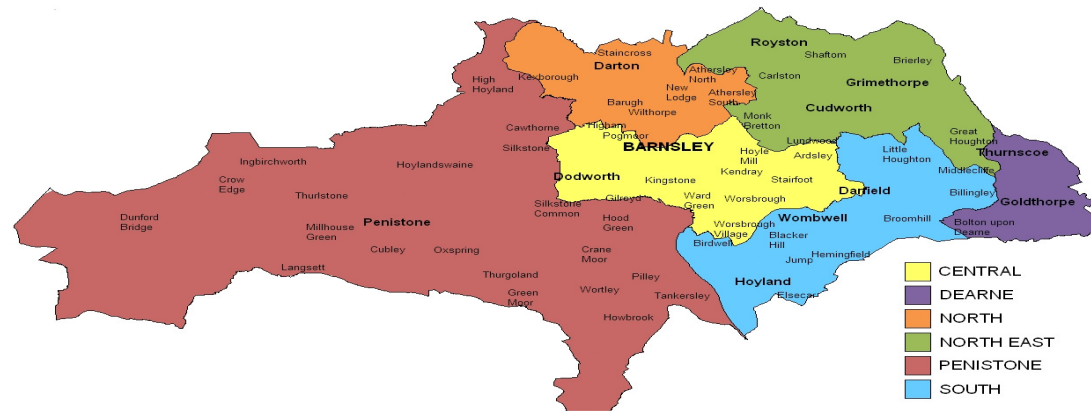 Royston
Shaftom
Staincross
Darton
Brierley
Athersley
North
Carlston
Kexborough
High
Hoyland
Grimethorpe
New
Lodge
Athersley
South
Barugh
Wilthorpe
Cudworth
Monk
Bretton
Cawthorne
Higham
Pogmoor
Great
Houghton
Lundwood
BARNSLEY
Silkstone
Hoyle
Mill
Ardsley
Little
Houghton
Thurnscoe
Ingbirchworth
Hoylandswaine
Kendray
Middlecliffe
Dodworth
Kingstone
Stairfoot
Crow
Edge
Thurlstone
Darfield
Billingley
Gilroyd
Ward
Green
Worsbrough
Goldthorpe
Silkstone
Common
Hood
Green
Dunford
Bridge
Penistone
Millhouse
Green
Worsbrough
Village
Wombwell
Broomhill
Bolton upon
Dearne
Birdwell
Blacker
Hill
Cubley
Oxspring
Crane
Moor
Hemingfield
Jump
Langsett
Thurgoland
Pilley
Hoyland
Green
Moor
Wortley
Tankersley
Elsecar
Howbrook
CENTRAL
DEARNE
NORTH
NORTH EAST
PENISTONE
SOUTH